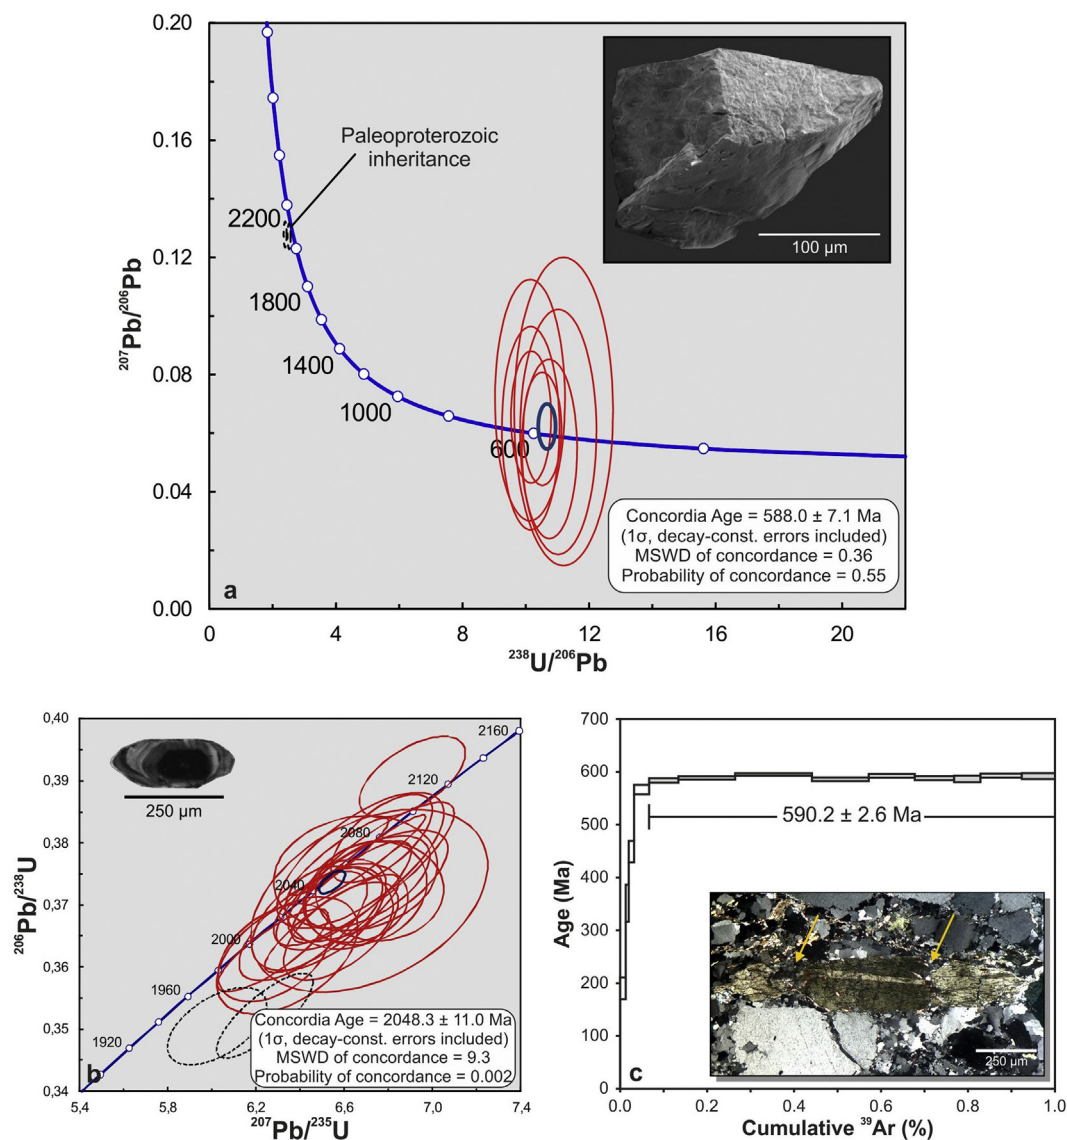 0.20
0.16
0.12
0.08
0.04
0.00
²⁰⁷Pb/²⁰⁶Pb
Paleoproterozoic
inheritance
2200
1800
1400
1000
600
100 µm
Concordia Age = 588.0 ± 7.1 Ma
(1σ, decay-const. errors included)
MSWD of concordance = 0.36
Probability of concordance = 0.55
a
0 4 8 12 16 20
²³⁸U/²⁰⁶Pb
0,40
0,39
0,38
0,37
0,36
0,35
0,34
²⁰⁶Pb/²³⁸U
250 µm
2160
2120
2080
2040
2000
1960
1920
Concordia Age = 2048.3 ± 11.0 Ma
(1σ, decay-const. errors included)
MSWD of concordance = 9.3
Probability of concordance = 0.002
b
5,4 5,8 6,2 6,6 7,0 7,4
²⁰⁷Pb/²³⁵U
700
600
500
400
300
200
100
0
Age (Ma)
590.2 ± 2.6 Ma
250 µm
c
0.0 0.2 0.4 0.6 0.8 1.0
Cumulative ³⁹Ar (%)